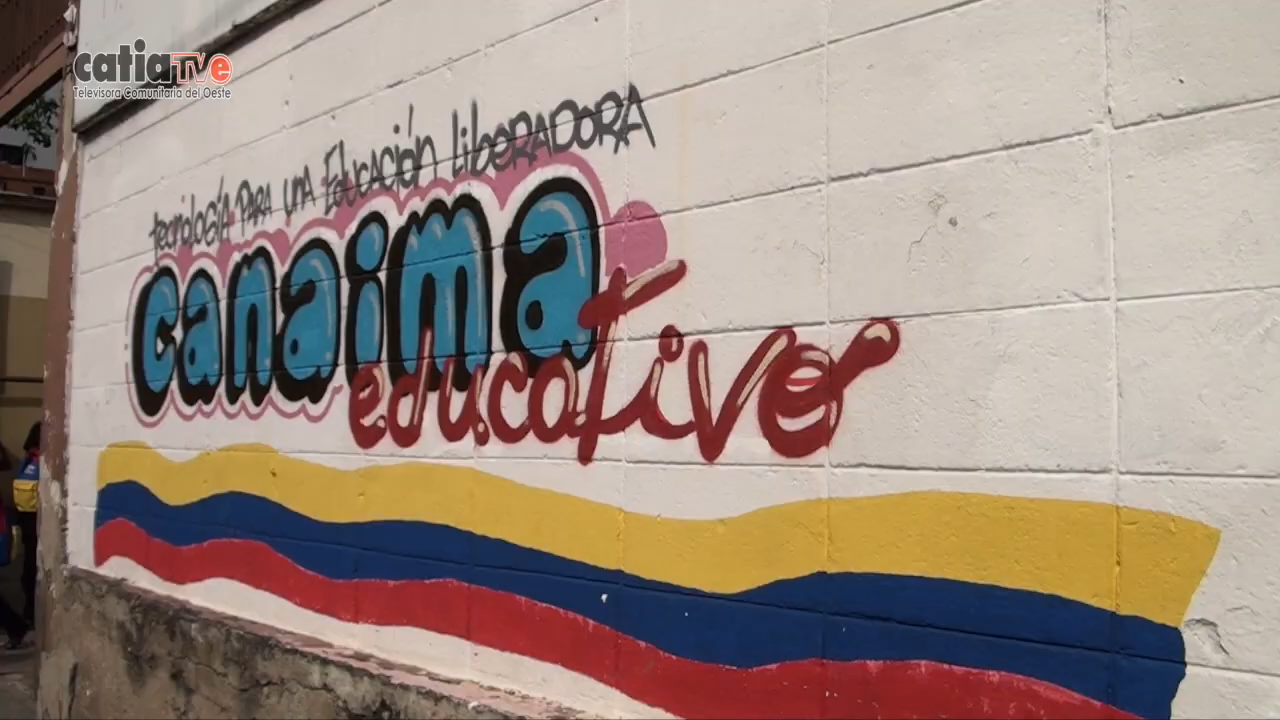 catiaTVe
Televisora Comunitaria del Oeste
tecnologíA PARA UNA EducAción LibeRADORA
canaima
educativo